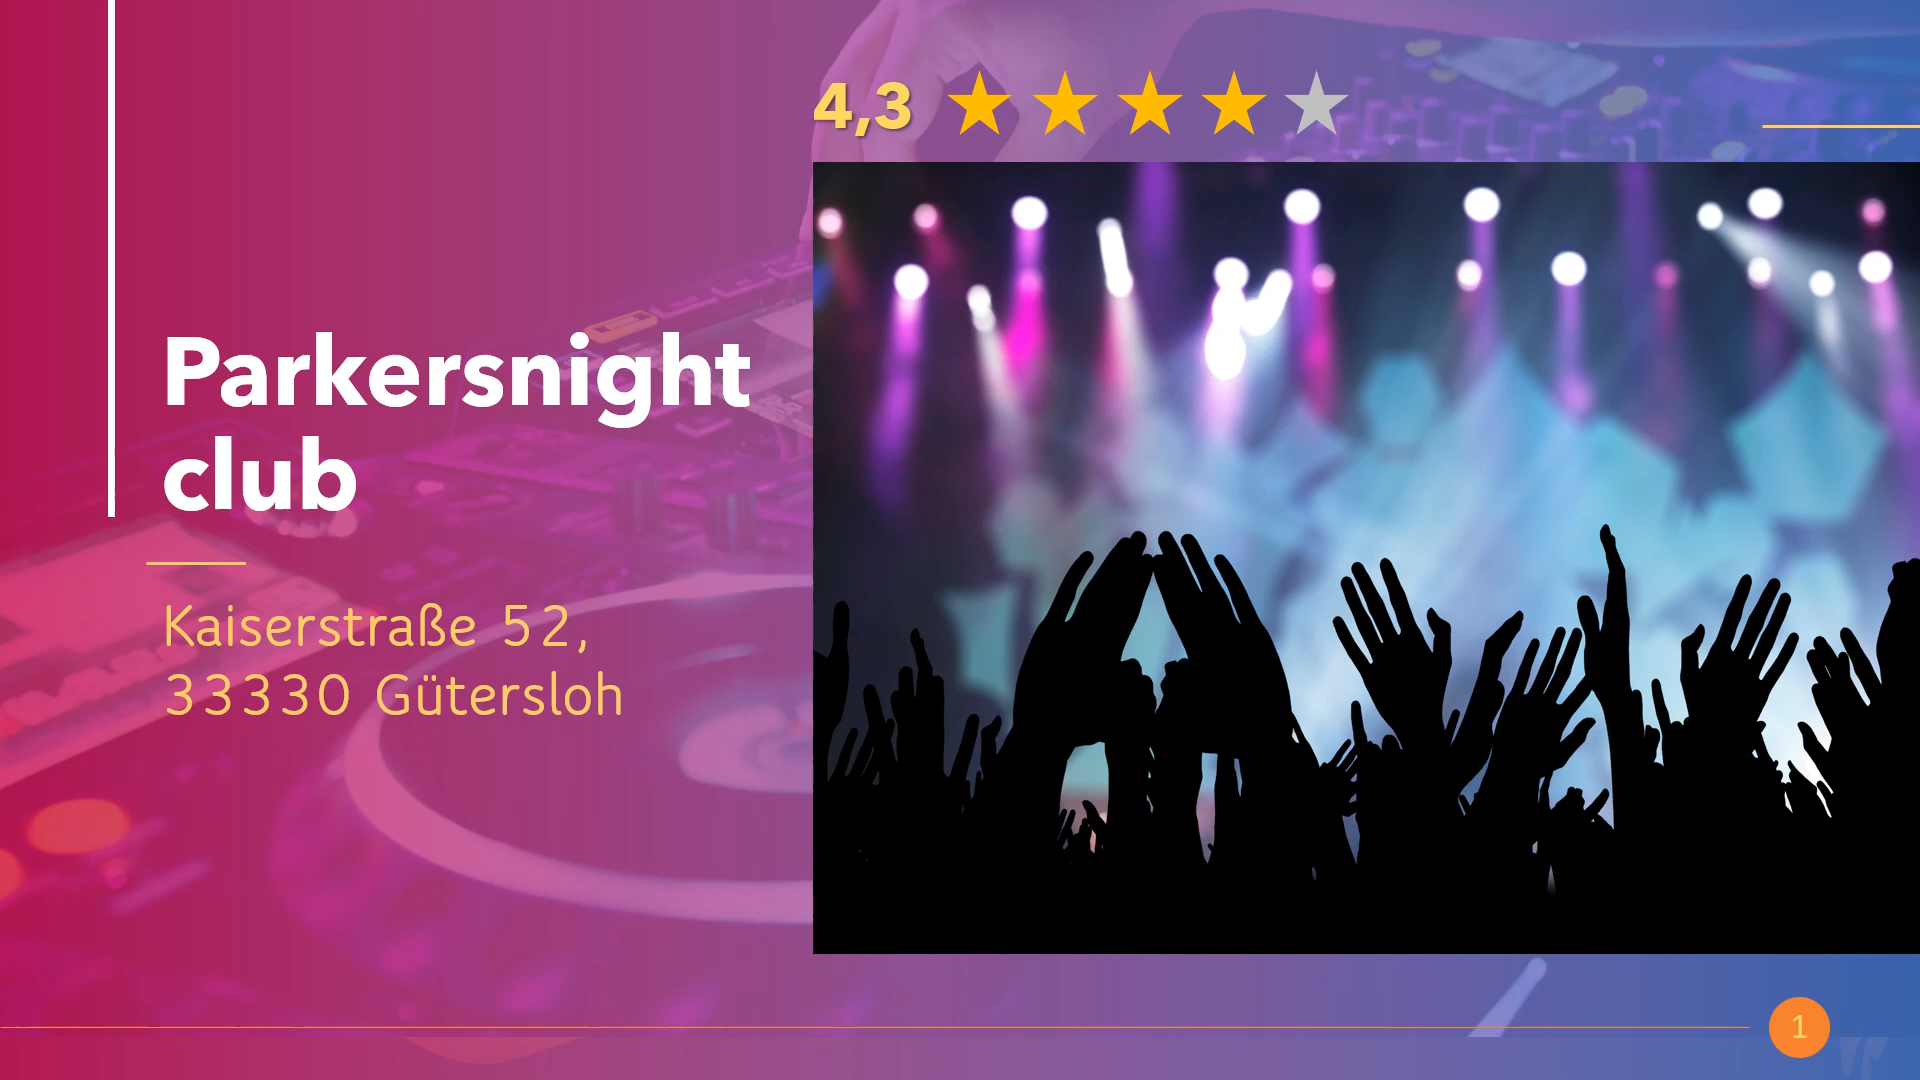 4,3
Parkersnight
club
Kaiserstraße 52,
33330 Gütersloh
1